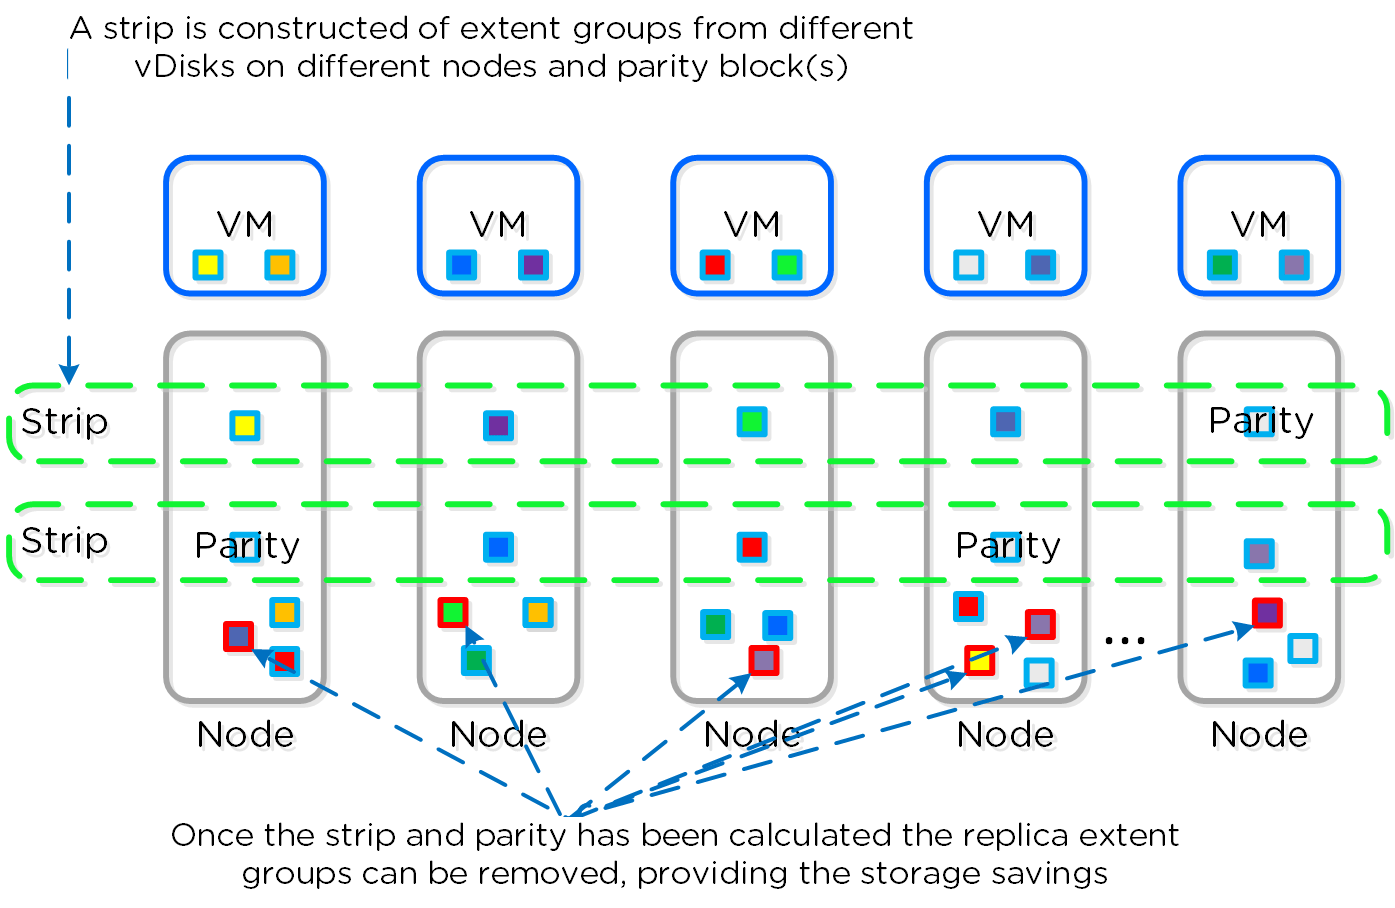 A strip is constructed of extent groups from different
vDisks on different nodes and parity block(s)
VM VM VM VM VM
Strip Parity
Strip Parity Parity
...
Node Node Node Node Node
Once the strip and parity has been calculated the replica extent
groups can be removed, providing the storage savings